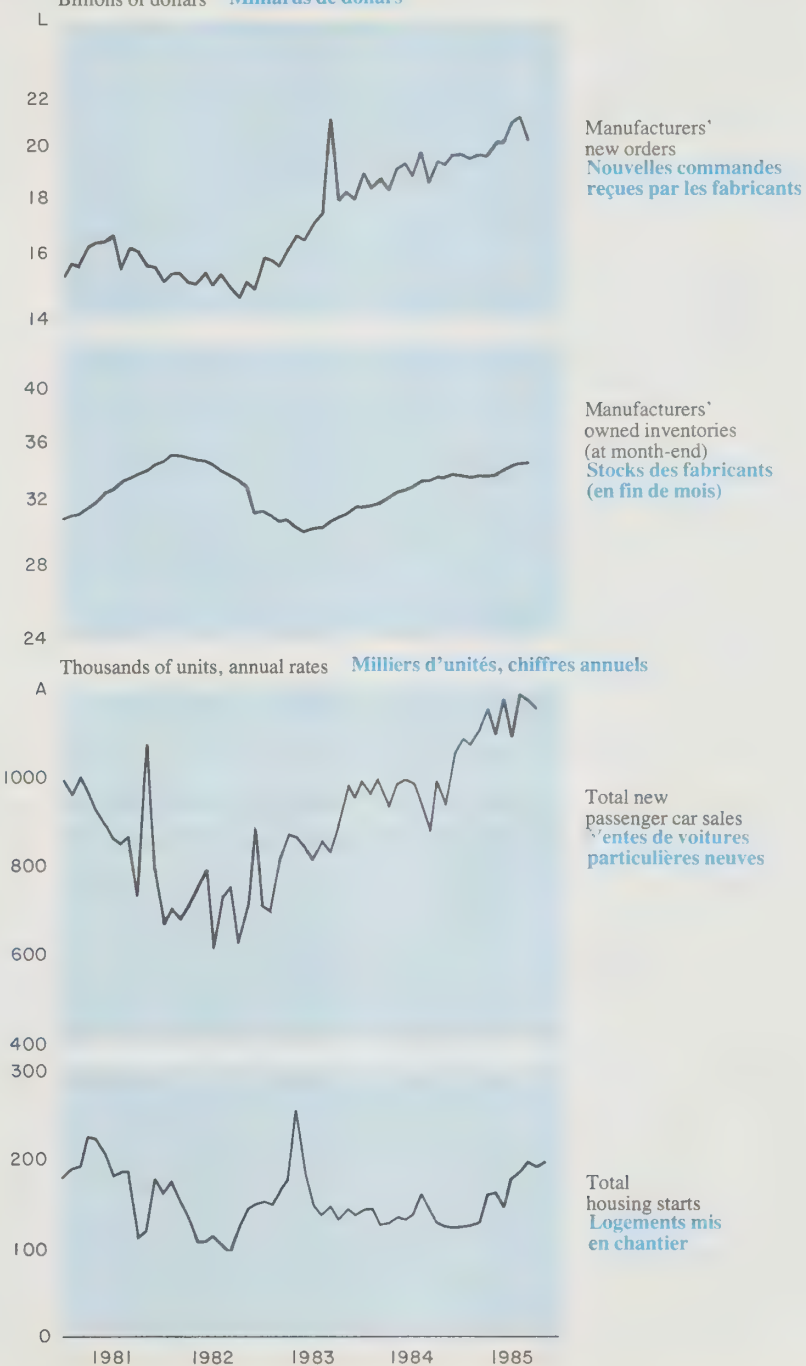 Billions of dollars Milliards de dollars
L
22
20
18
16
14
Manufacturers'
new orders
Nouvelles commandes
reçues par les fabricants
40
36
32
28
24
Manufacturers'
owned inventories
(at month-end)
Stocks des fabricants
(en fin de mois)
Thousands of units, annual rates Milliers d'unités, chiffres annuels
A
1000
800
600
400
Total new
passenger car sales
Ventes de voitures
particulières neuves
300
200
100
0
Total
housing starts
Logements mis
en chantier
1981 1982 1983 1984 1985